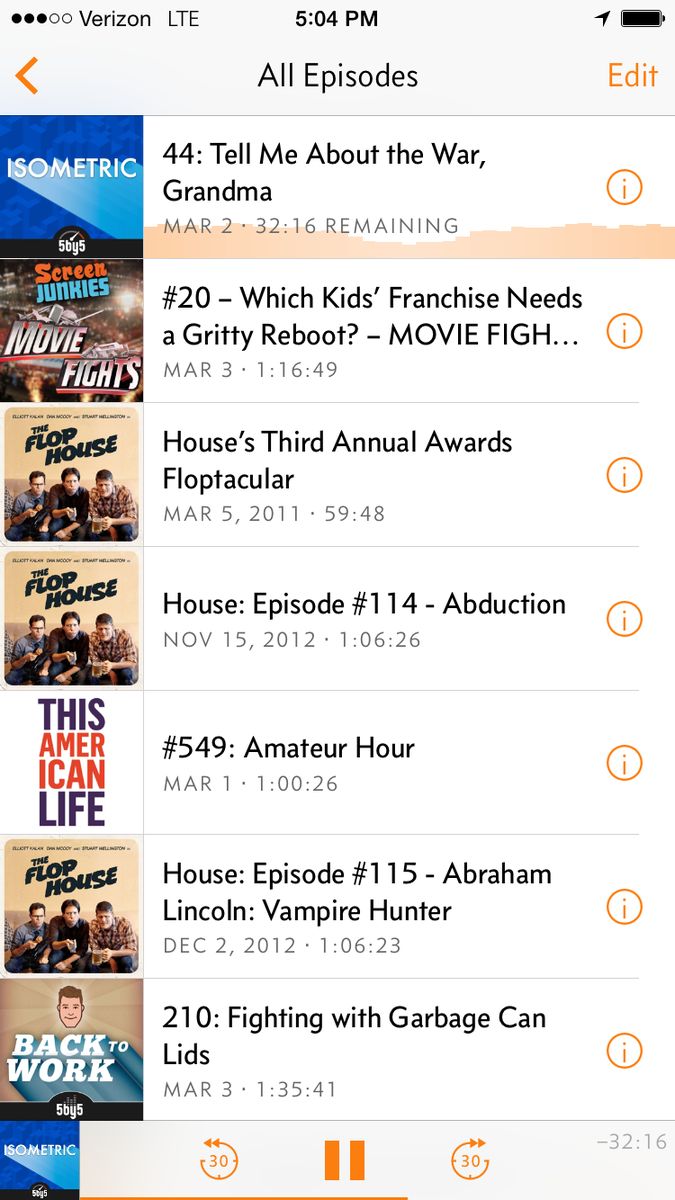 Verizon LTE 5:04 PM
All Episodes Edit
ISOMETRIC
5by5
44: Tell Me About the War,
Grandma
MAR 2 · 32:16 REMAINING
Screen
JUNKIES
MOVIE
FIGHTS
#20 – Which Kids’ Franchise Needs
a Gritty Reboot? – MOVIE FIGH…
MAR 3 · 1:16:49
ELLIOTT KALAN DAN MCCOY AND STUART WELLINGTON IN
THE
FLOP
HOUSE
House’s Third Annual Awards
Floptacular
MAR 5, 2011 · 59:48
ELLIOTT KALAN DAN MCCOY AND STUART WELLINGTON IN
THE
FLOP
HOUSE
House: Episode #114 - Abduction
NOV 15, 2012 · 1:06:26
THIS
AMER
ICAN
LIFE
#549: Amateur Hour
MAR 1 · 1:00:26
ELLIOTT KALAN DAN MCCOY AND STUART WELLINGTON IN
THE
FLOP
HOUSE
House: Episode #115 - Abraham
Lincoln: Vampire Hunter
DEC 2, 2012 · 1:06:23
BACK TO
WORK
5by5
210: Fighting with Garbage Can
Lids
MAR 3 · 1:35:41
ISOMETRIC
5by5
30
30
–32:16